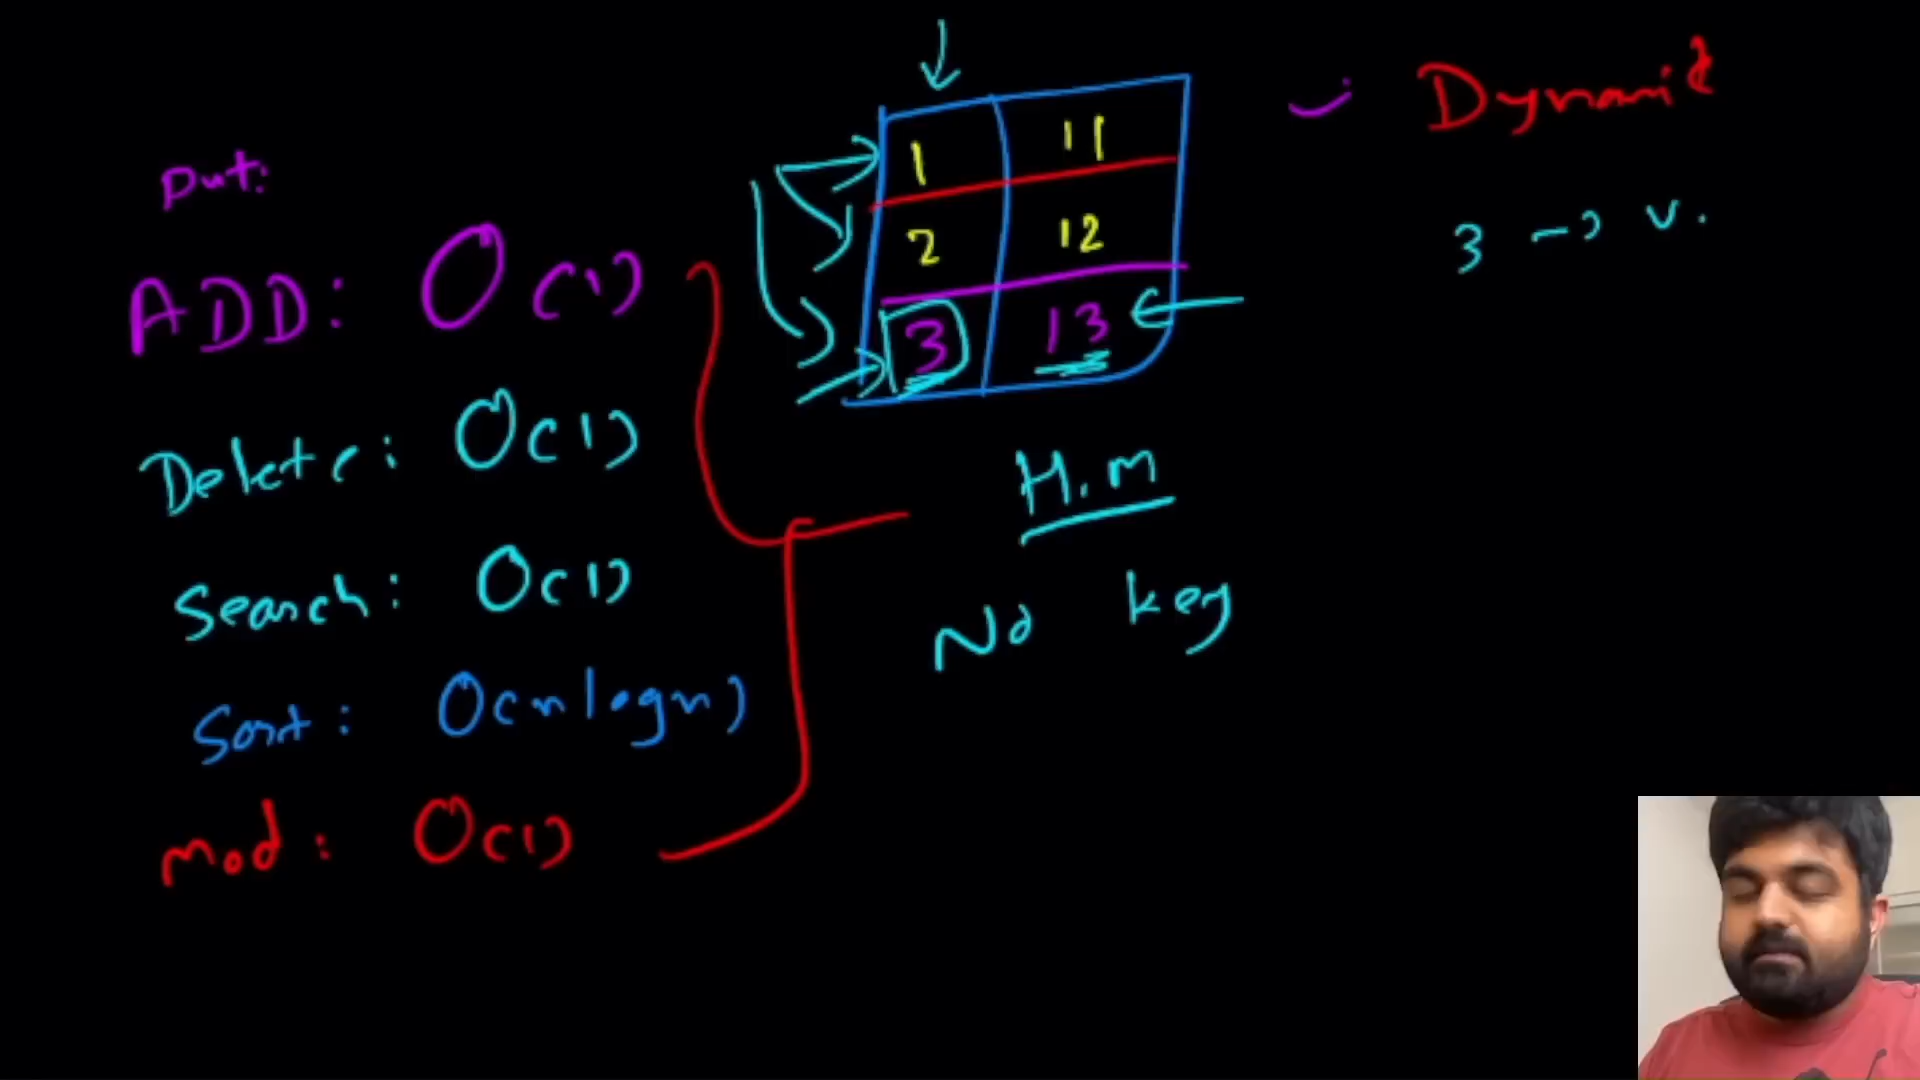 Put:
ADD: O(1)
Delete: O(1)
Search: O(1)
Sort: O(nlogn)
Mod: O(1)
1 11
2 12
3 13
H.M
No key
Dynamic
3 -> v.